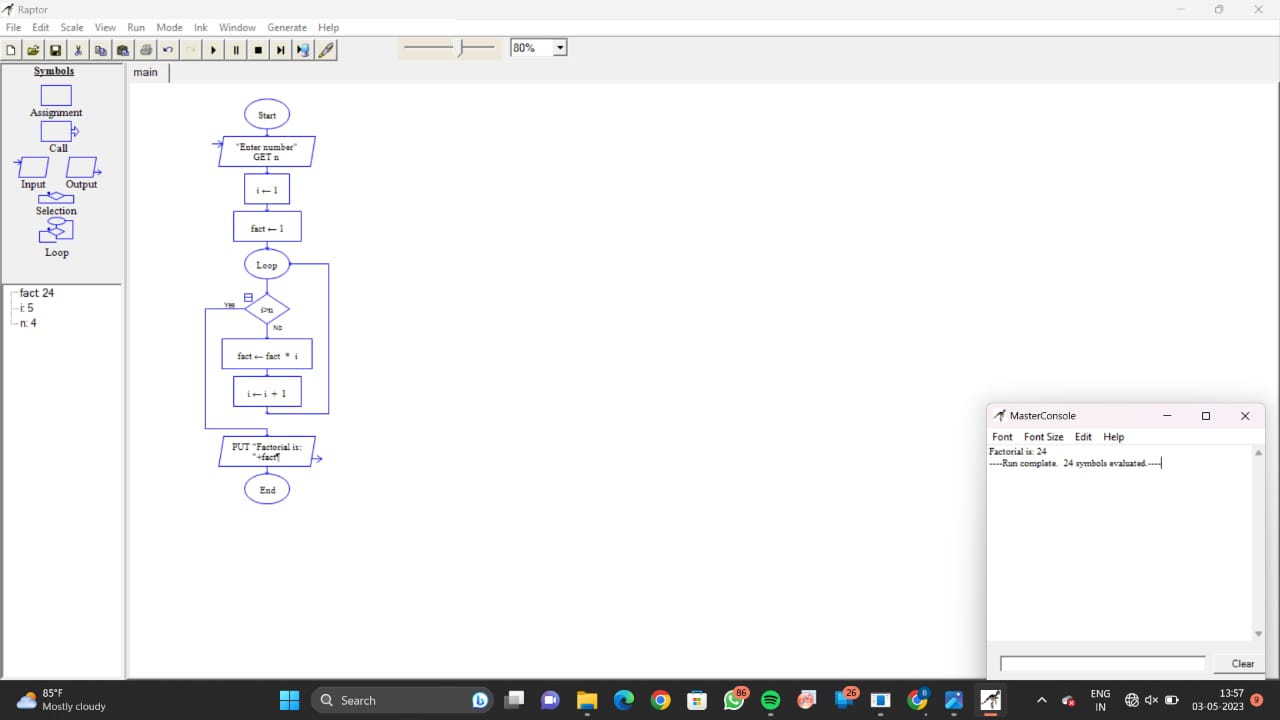 Raptor
File Edit Scale View Run Mode Ink Window Generate Help
80%
Symbols
Assignment
Call
Input Output
Selection
Loop
fact: 24
i: 5
n: 4
main
Start
"Enter number"
GET n
i ← 1
fact ← 1
Loop
Yes
i>n
No
fact ← fact * i
i ← i + 1
PUT "Factorial is:
"+fact¶
End
MasterConsole
Font Font Size Edit Help
Factorial is: 24
----Run complete. 24 symbols evaluated.----
Clear
85°F
Mostly cloudy
Search
86
26
8
ENG
IN
13:57
03-05-2023
9